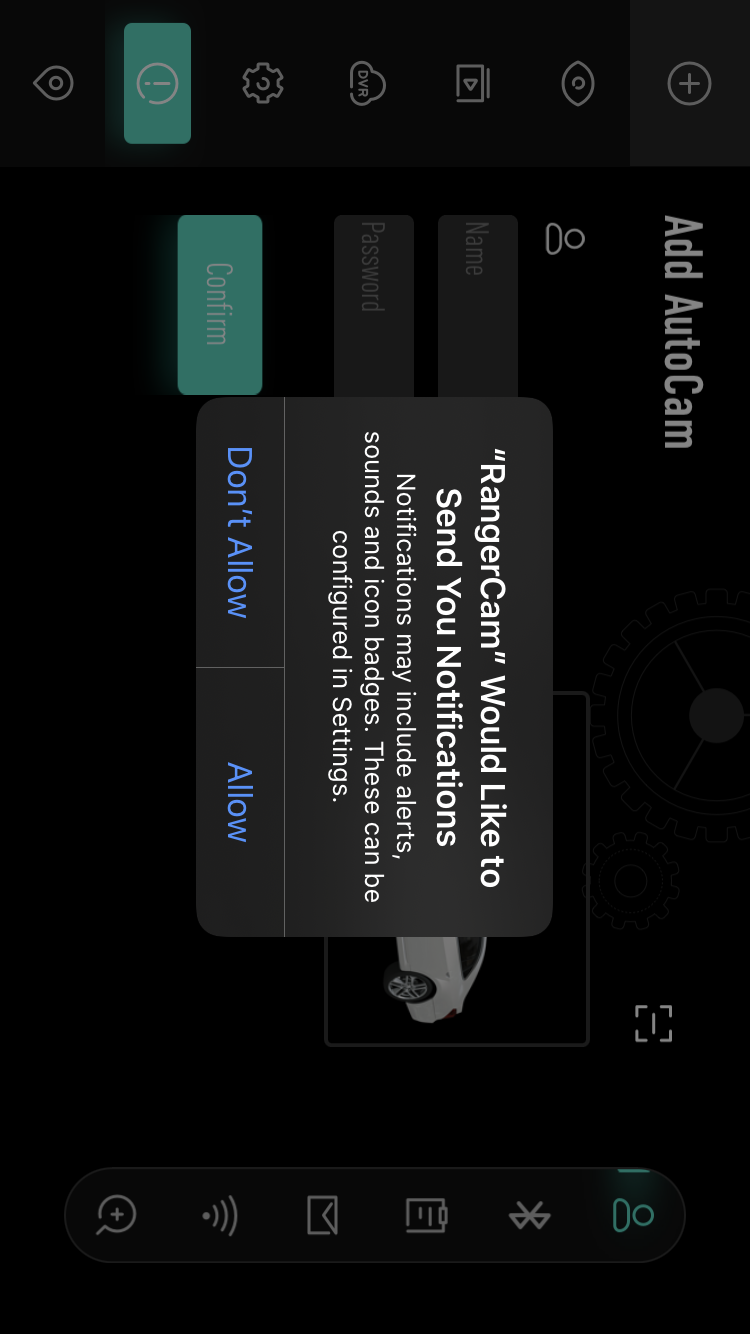 DVR
Add AutoCam
Name
Password
Confirm
“RangerCam” Would Like to
Send You Notifications
Notifications may include alerts,
sounds and icon badges. These can be
configured in Settings.
Don’t Allow
Allow